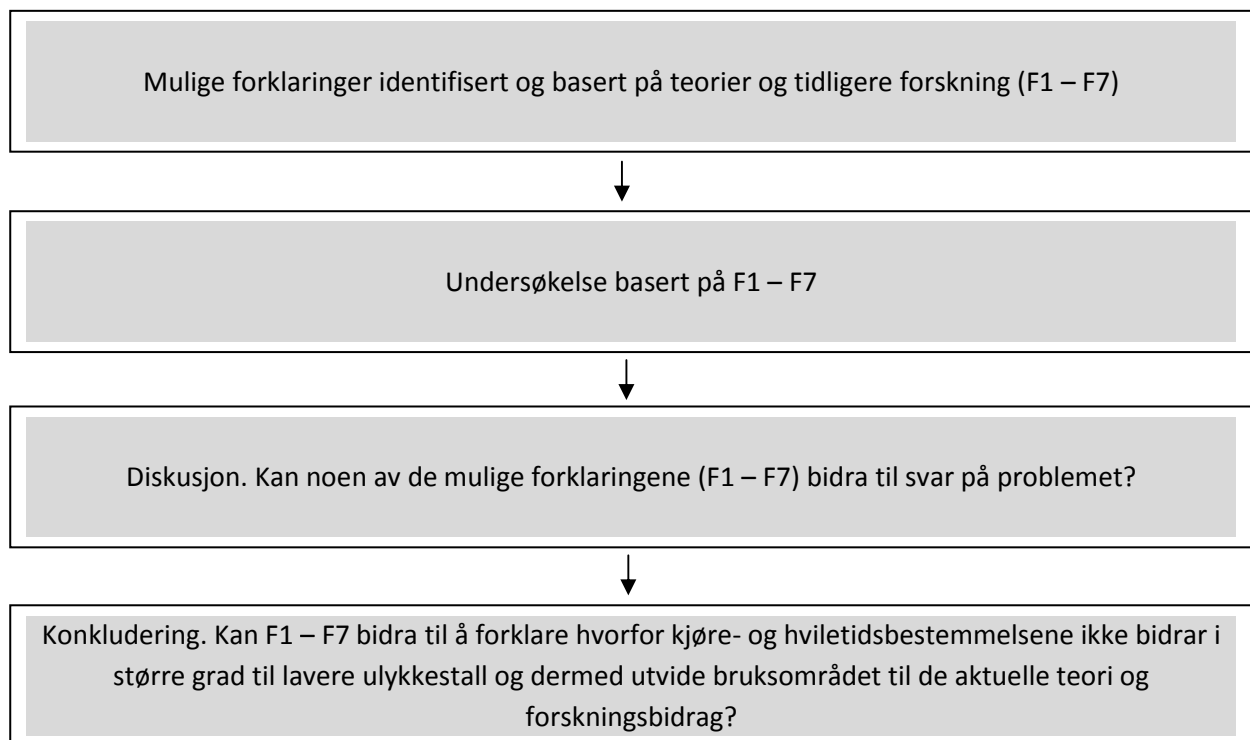 Mulige forklaringer identifisert og basert på teorier og tidligere forskning (F1 – F7)
Undersøkelse basert på F1 – F7
Diskusjon. Kan noen av de mulige forklaringene (F1 – F7) bidra til svar på problemet?
Konkludering. Kan F1 – F7 bidra til å forklare hvorfor kjøre- og hviletidsbestemmelsene ikke bidrar i
større grad til lavere ulykkestall og dermed utvide bruksområdet til de aktuelle teori og
forskningsbidrag?